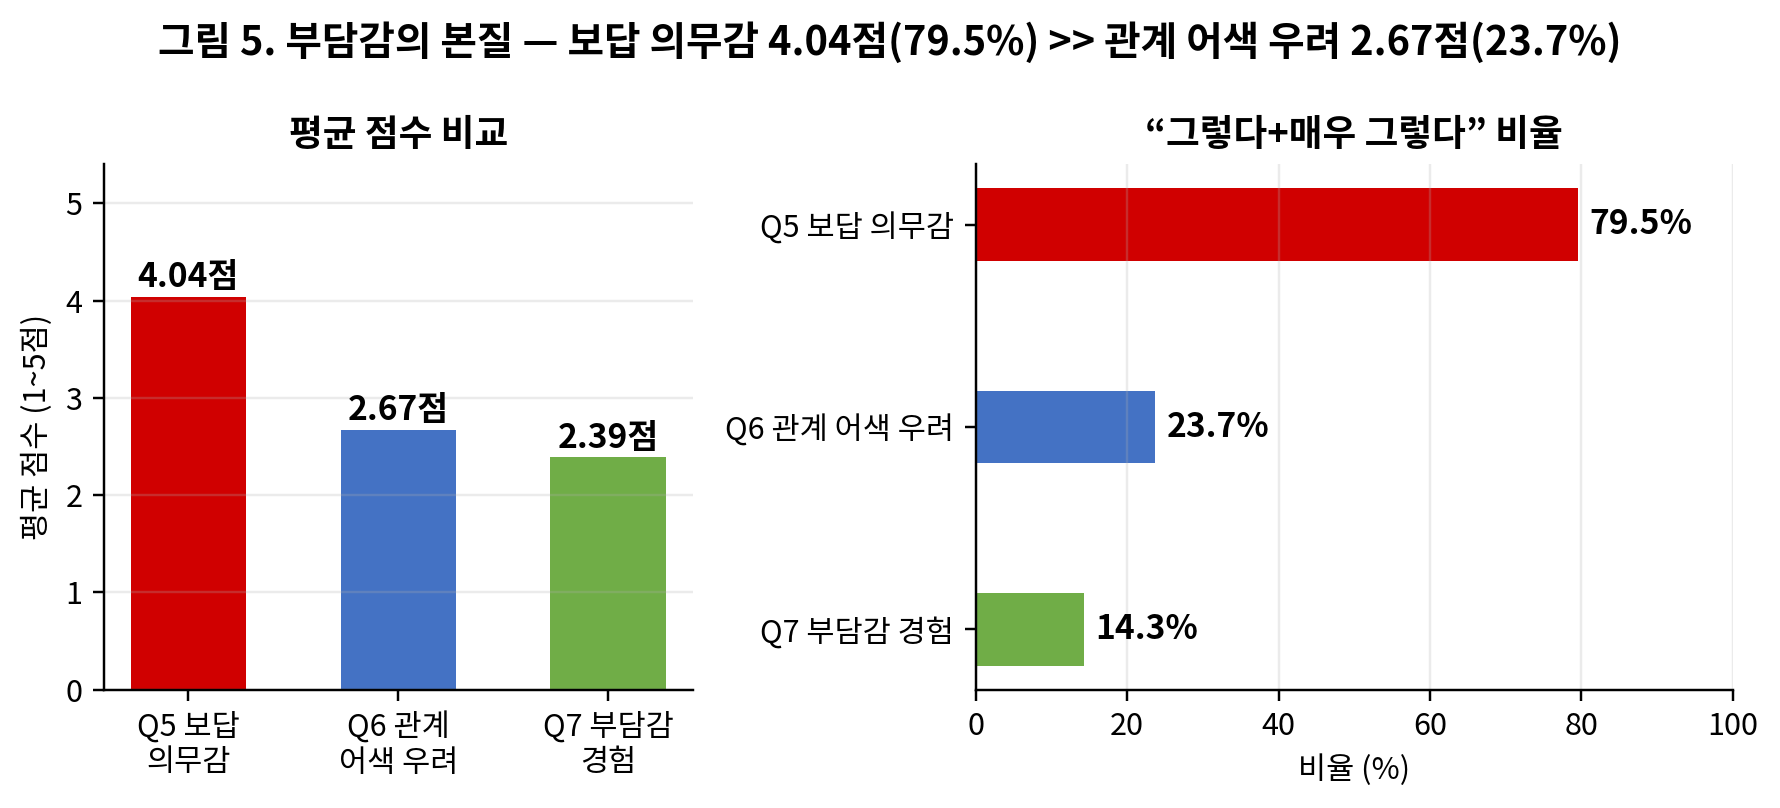 그림 5. 부담감의 본질 — 보답 의무감 4.04점(79.5%) >> 관계 어색 우려 2.67점(23.7%)
평균 점수 비교
평균 점수 (1~5점)
5
4
3
2
1
0
4.04점
2.67점
2.39점
Q5 보답
의무감
Q6 관계
어색 우려
Q7 부담감
경험
“그렇다+매우 그렇다” 비율
Q5 보답 의무감
79.5%
Q6 관계 어색 우려
23.7%
Q7 부담감 경험
14.3%
0 20 40 60 80 100
비율 (%)